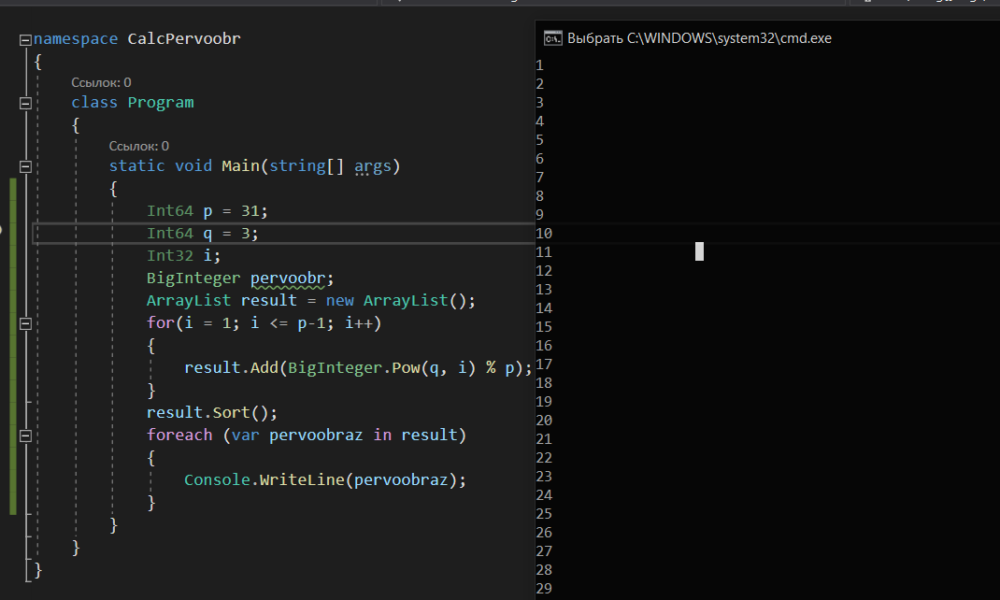 namespace CalcPervoobr
{
Ссылок: 0
class Program
{
Ссылок: 0
static void Main(string[] args)
{
Int64 p = 31;
Int64 q = 3;
Int32 i;
BigInteger pervoobr;
ArrayList result = new ArrayList();
for(i = 1; i <= p-1; i++)
{
result.Add(BigInteger.Pow(q, i) % p);
}
result.Sort();
foreach (var pervoobraz in result)
{
Console.WriteLine(pervoobraz);
}
}
}
}
Выбрать C:\WINDOWS\system32\cmd.exe
1
2
3
4
5
6
7
8
9
10
11
12
13
14
15
16
17
18
19
20
21
22
23
24
25
26
27
28
29